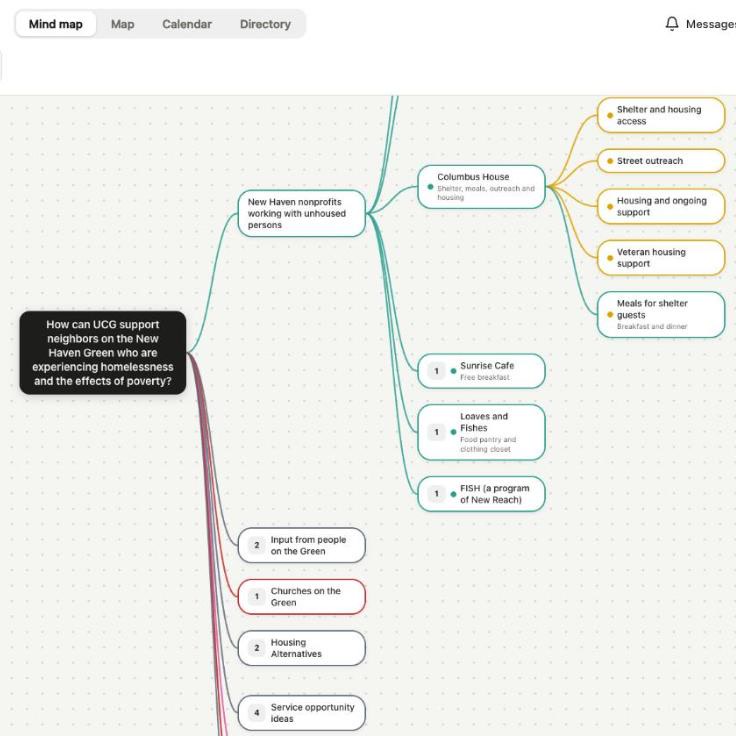 Mind map
Map
Calendar
Directory
Messages
Shelter and housing
access
Street outreach
Columbus House
Shelter, meals, outreach and
housing
Housing and ongoing
support
New Haven nonprofits
working with unhoused
persons
Veteran housing
support
Meals for shelter
guests
Breakfast and dinner
How can UCG support
neighbors on the New
Haven Green who are
experiencing homelessness
and the effects of poverty?
1
Sunrise Cafe
Free breakfast
1
Loaves and
Fishes
Food pantry and
clothing closet
1
FISH (a program
of New Reach)
2
Input from people
on the Green
1
Churches on the
Green
2
Housing
Alternatives
4
Service opportunity
ideas